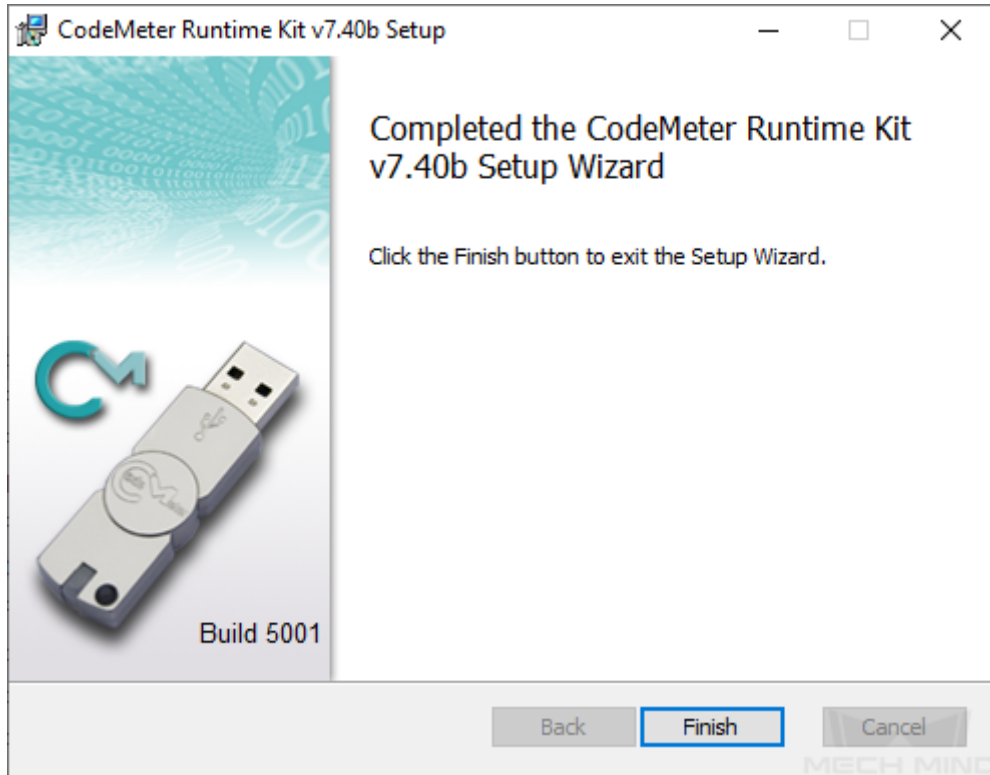 CodeMeter Runtime Kit v7.40b Setup
Completed the CodeMeter Runtime Kit
v7.40b Setup Wizard
Click the Finish button to exit the Setup Wizard.
CM
Build 5001
Back
Finish
Cancel
MECH MIND